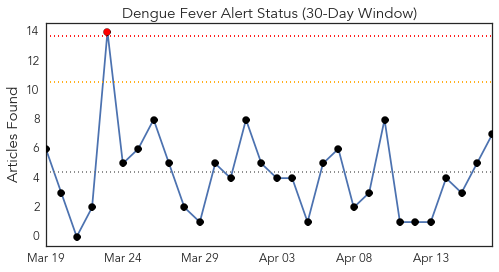 Dengue Fever Alert Status (30-Day Window)
Articles Found
14
12
10
8
6
4
2
0
Mar 19
Mar 24
Mar 29
Apr 03
Apr 08
Apr 13